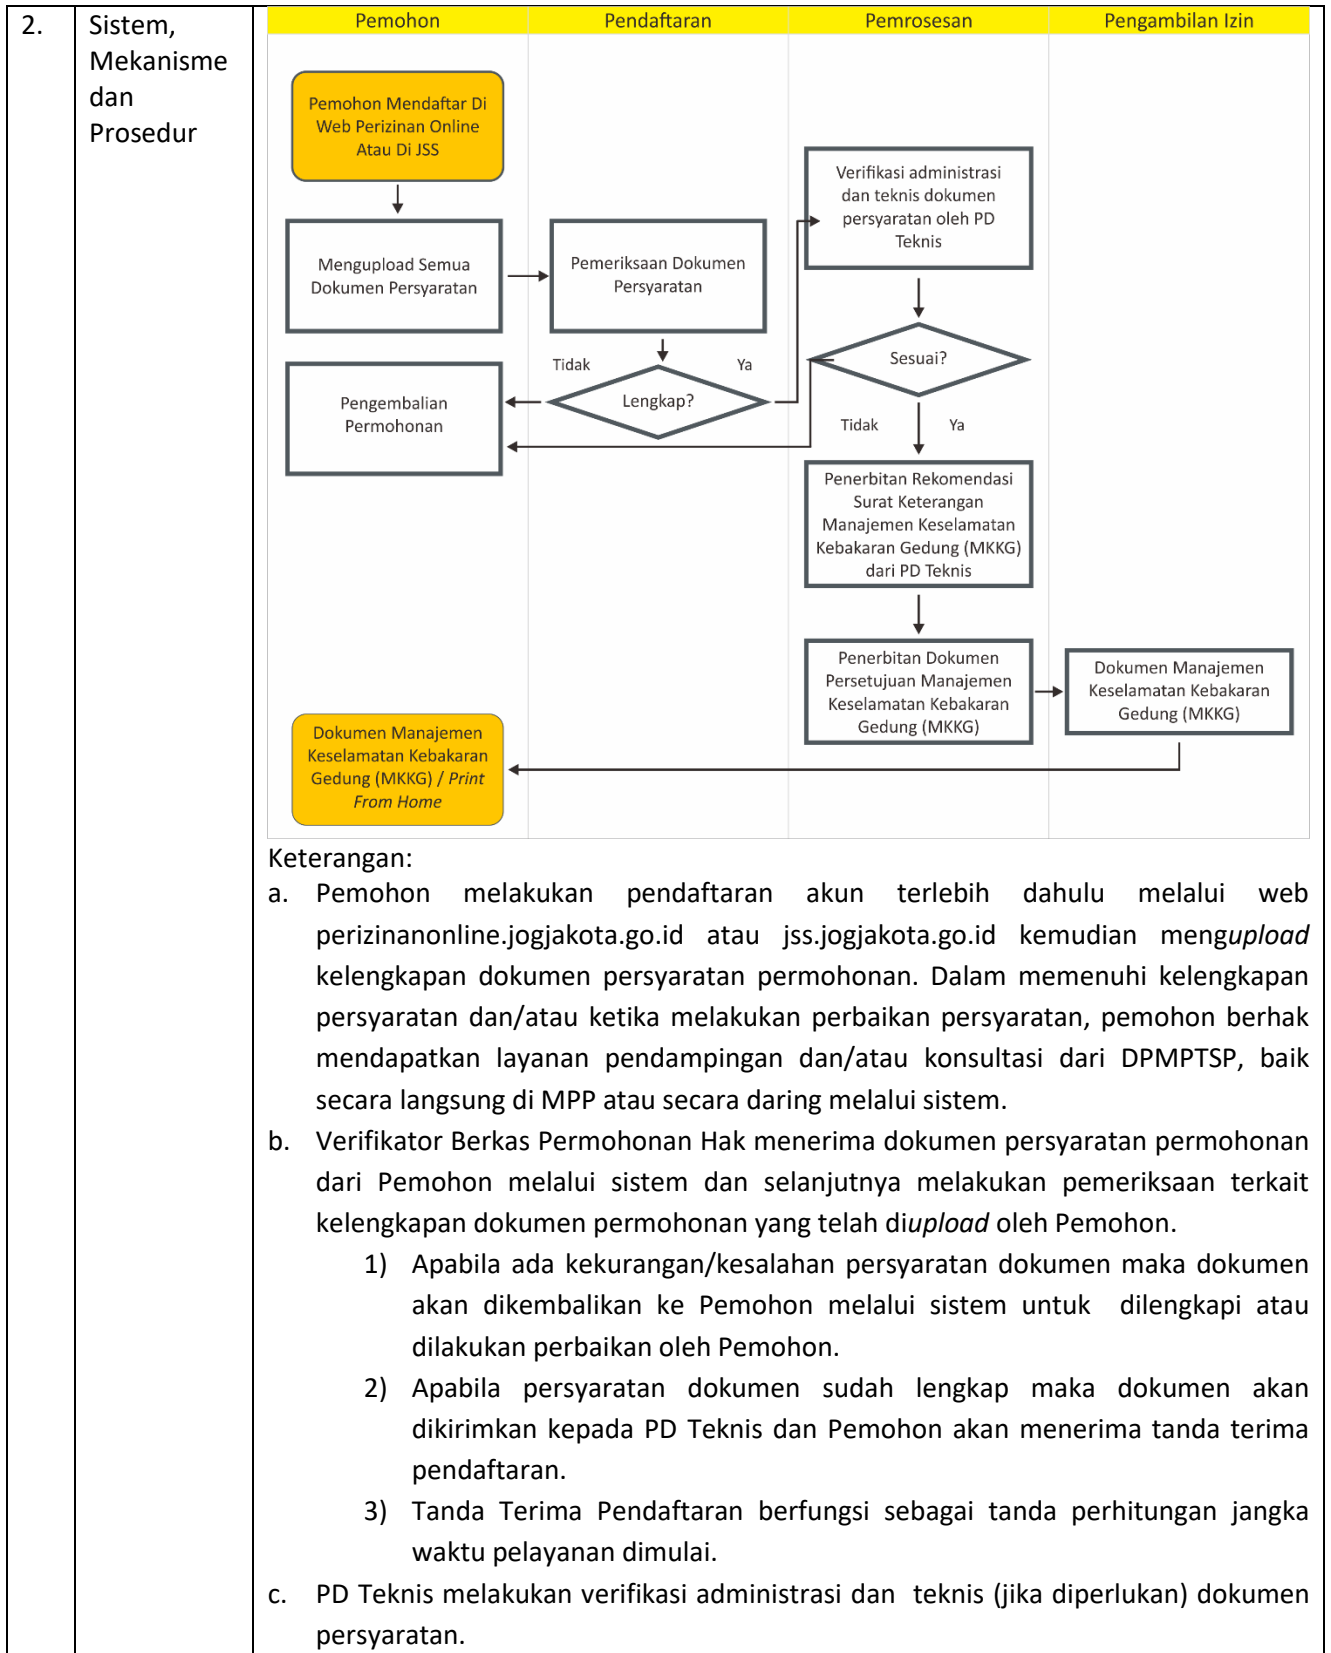 2.
Sistem,
Mekanisme
dan
Prosedur
Pemohon
Pendaftaran
Pemrosesan
Pengambilan Izin
Pemohon Mendaftar Di
Web Perizinan Online
Atau Di JSS
Mengupload Semua
Dokumen Persyaratan
Pemeriksaan Dokumen
Persyaratan
Verifikasi administrasi
dan teknis dokumen
persyaratan oleh PD
Teknis
Tidak
Ya
Lengkap?
Pengembalian
Permohonan
Sesuai?
Tidak
Ya
Penerbitan Rekomendasi
Surat Keterangan
Manajemen Keselamatan
Kebakaran Gedung (MKKG)
dari PD Teknis
Penerbitan Dokumen
Persetujuan Manajemen
Keselamatan Kebakaran
Gedung (MKKG)
Dokumen Manajemen
Keselamatan Kebakaran
Gedung (MKKG)
Dokumen Manajemen
Keselamatan Kebakaran
Gedung (MKKG) / Print
From Home
Keterangan:
a. Pemohon melakukan pendaftaran akun terlebih dahulu melalui web
perizinanonline.jogjakota.go.id atau jss.jogjakota.go.id kemudian mengupload
kelengkapan dokumen persyaratan permohonan. Dalam memenuhi kelengkapan
persyaratan dan/atau ketika melakukan perbaikan persyaratan, pemohon berhak
mendapatkan layanan pendampingan dan/atau konsultasi dari DPMPTSP, baik
secara langsung di MPP atau secara daring melalui sistem.
b. Verifikator Berkas Permohonan Hak menerima dokumen persyaratan permohonan
dari Pemohon melalui sistem dan selanjutnya melakukan pemeriksaan terkait
kelengkapan dokumen permohonan yang telah diupload oleh Pemohon.
1) Apabila ada kekurangan/kesalahan persyaratan dokumen maka dokumen
akan dikembalikan ke Pemohon melalui sistem untuk dilengkapi atau
dilakukan perbaikan oleh Pemohon.
2) Apabila persyaratan dokumen sudah lengkap maka dokumen akan
dikirimkan kepada PD Teknis dan Pemohon akan menerima tanda terima
pendaftaran.
3) Tanda Terima Pendaftaran berfungsi sebagai tanda perhitungan jangka
waktu pelayanan dimulai.
c. PD Teknis melakukan verifikasi administrasi dan teknis (jika diperlukan) dokumen
persyaratan.